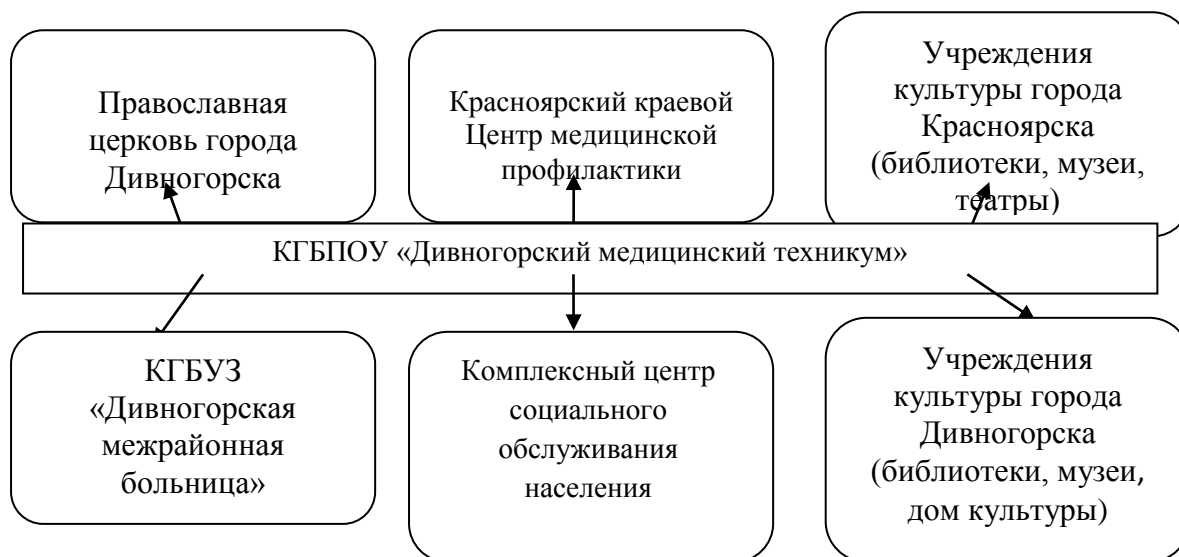 Православная
церковь города
Дивногорска
Красноярский краевой
Центр медицинской
профилактики
Учреждения
культуры города
Красноярска
(библиотеки, музеи,
театры)
КГБПОУ «Дивногорский медицинский техникум»
КГБУЗ
«Дивногорская
межрайонная
больница»
Комплексный центр
социального
обслуживания
населения
Учреждения
культуры города
Дивногорска
(библиотеки, музеи,
дом культуры)